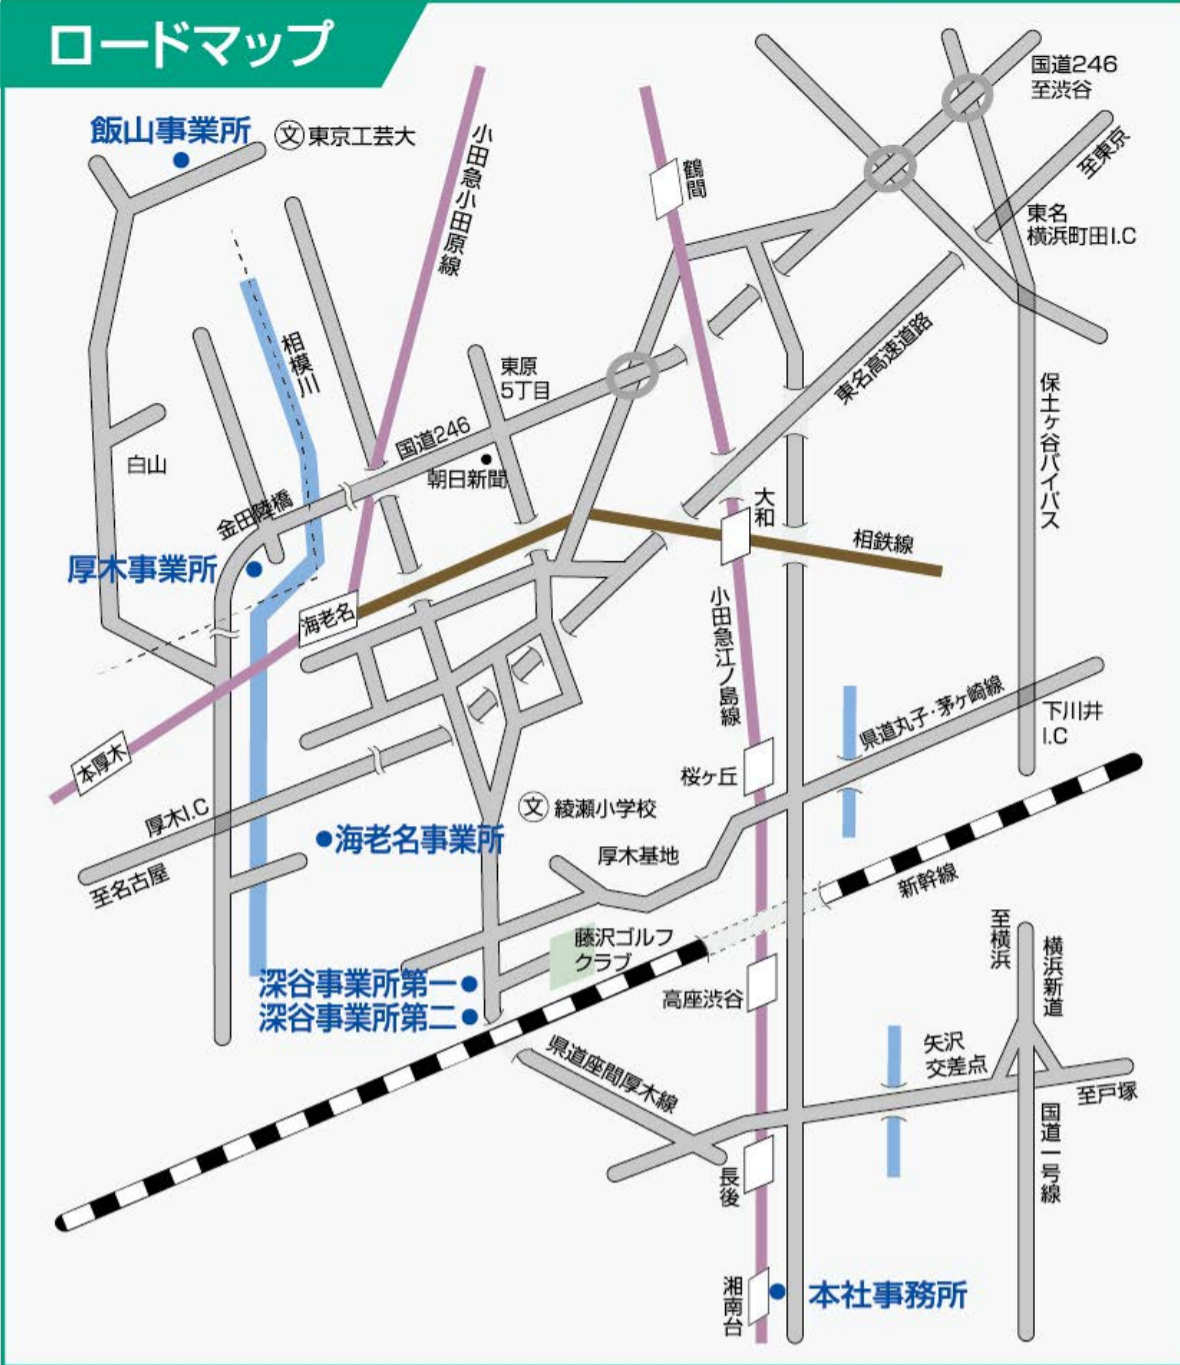 ロードマップ
飯山事業所
文
東京工芸大
小田急小田原線
鶴間
国道246
至渋谷
至東京
東名
横浜町田I.C
相模川
東原
5丁目
東名高速道路
国道246
朝日新聞
白山
金田陸橋
厚木事業所
大和
相鉄線
保土ヶ谷バイパス
海老名
小田急江ノ島線
県道丸子・茅ヶ崎線
下川井
I.C
本厚木
桜ヶ丘
厚木I.C
文
綾瀬小学校
海老名事業所
厚木基地
至名古屋
新幹線
藤沢ゴルフ
クラブ
至横浜
横浜新道
深谷事業所第一
深谷事業所第二
高座渋谷
県道座間厚木線
矢沢
交差点
至戸塚
国道一号線
長後
湘南台
本社事務所